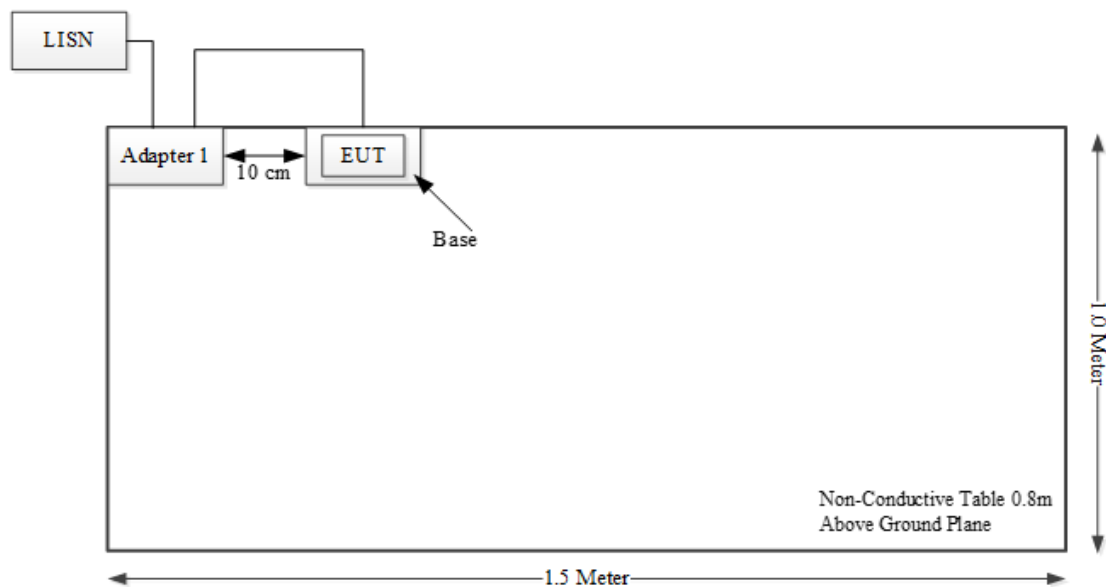 LISN
Adapter 1
EUT
10 cm
Base
1.0 Meter
Non-Conductive Table 0.8m
Above Ground Plane
1.5 Meter